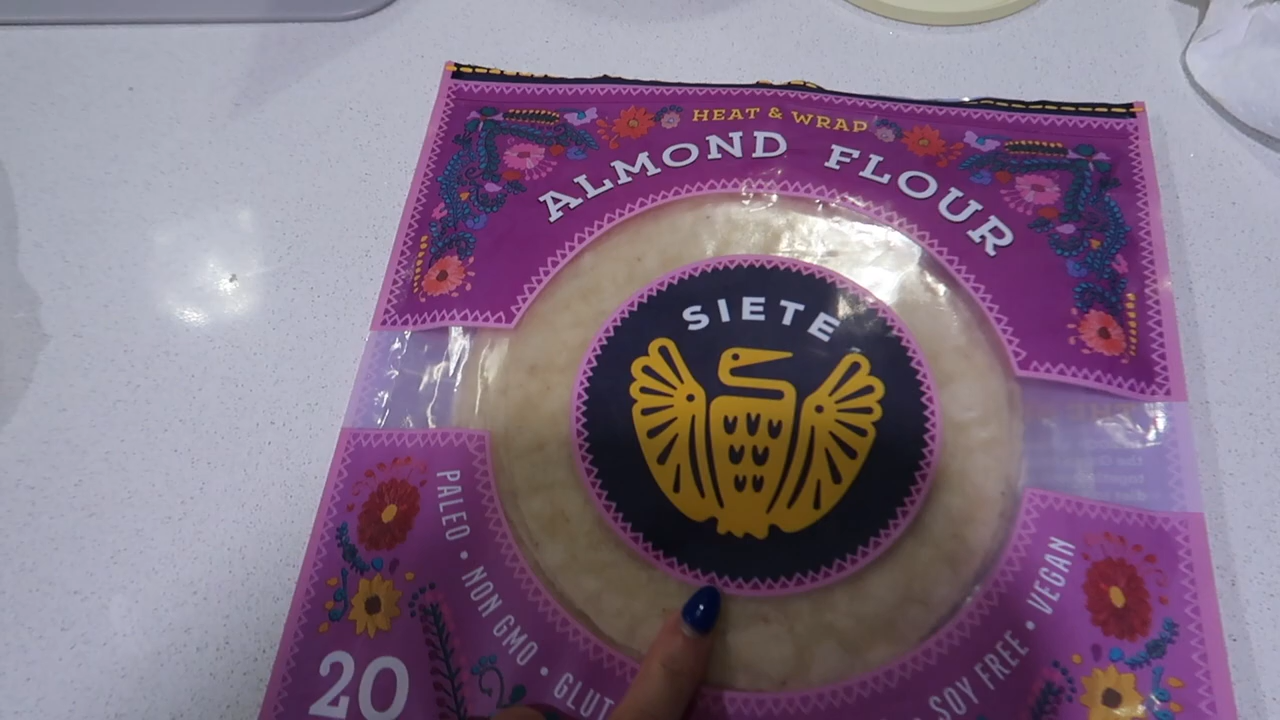 HEAT & WRAP
ALMOND FLOUR
SIETE
PALEO • NON GMO • GLUT
SOY FREE • VEGAN
20